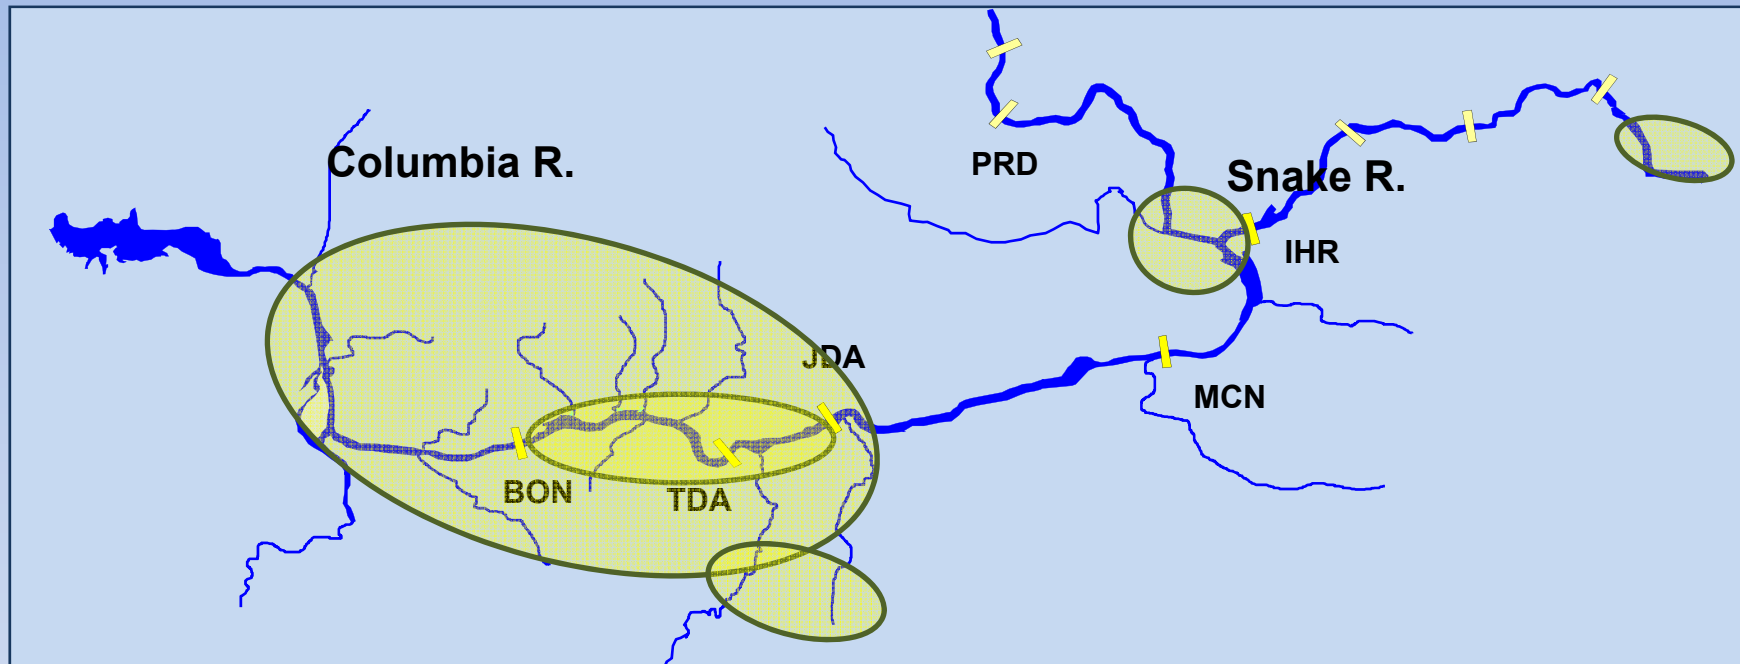 Columbia R.
PRD
Snake R.
IHR
JDA
MCN
BON
TDA